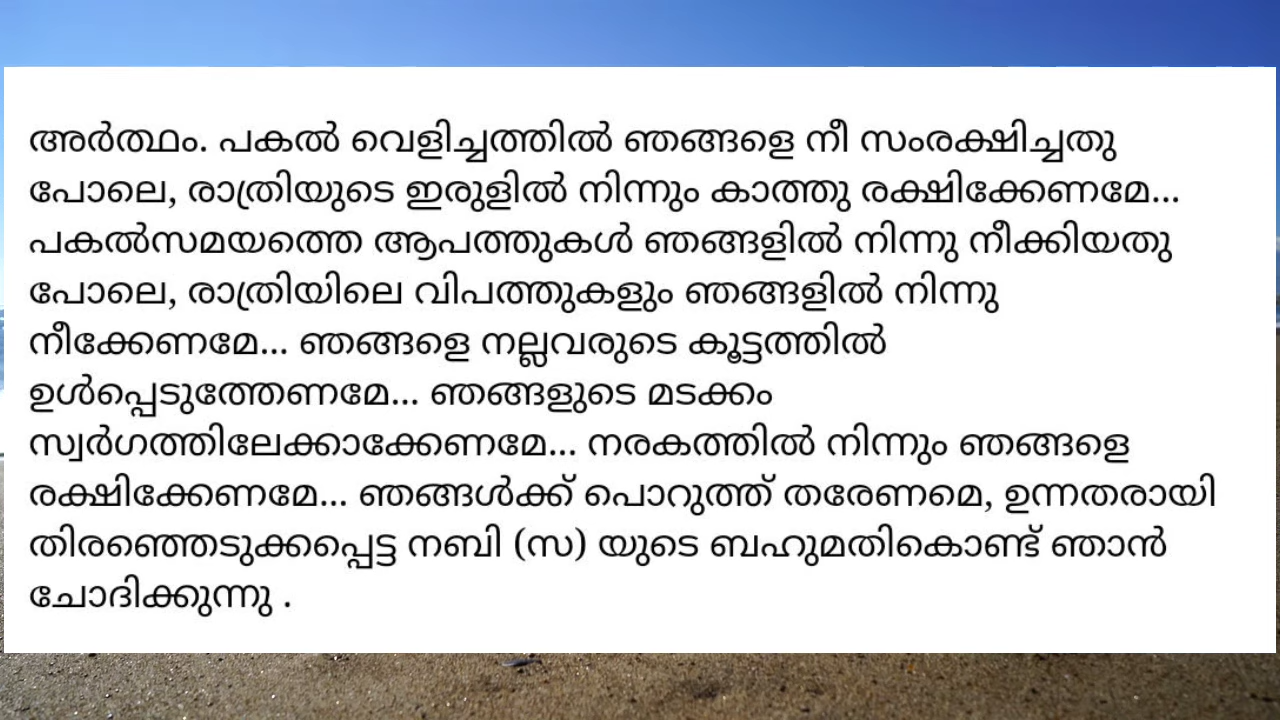 അർത്ഥം. പകൽ വെളിച്ചത്തിൽ ഞങ്ങളെ നീ സംരക്ഷിച്ചതു
പോലെ, രാത്രിയുടെ ഇരുളിൽ നിന്നും കാത്തു രക്ഷിക്കേണമേ...
പകൽസമയത്തെ ആപത്തുകൾ ഞങ്ങളിൽ നിന്നു നീക്കിയതു
പോലെ, രാത്രിയിലെ വിപത്തുകളും ഞങ്ങളിൽ നിന്നു
നീക്കേണമേ... ഞങ്ങളെ നല്ലവരുടെ കൂട്ടത്തിൽ
ഉൾപ്പെടുത്തേണമേ... ഞങ്ങളുടെ മടക്കം
സ്വർഗത്തിലേക്കാക്കേണമേ... നരകത്തിൽ നിന്നും ഞങ്ങളെ
രക്ഷിക്കേണമേ... ഞങ്ങൾക്ക് പൊറുത്ത് തരേണമെ, ഉന്നതരായി
തിരഞ്ഞെടുക്കപ്പെട്ട നബി (സ) യുടെ ബഹുമതികൊണ്ട് ഞാൻ
ചോദിക്കുന്നു .